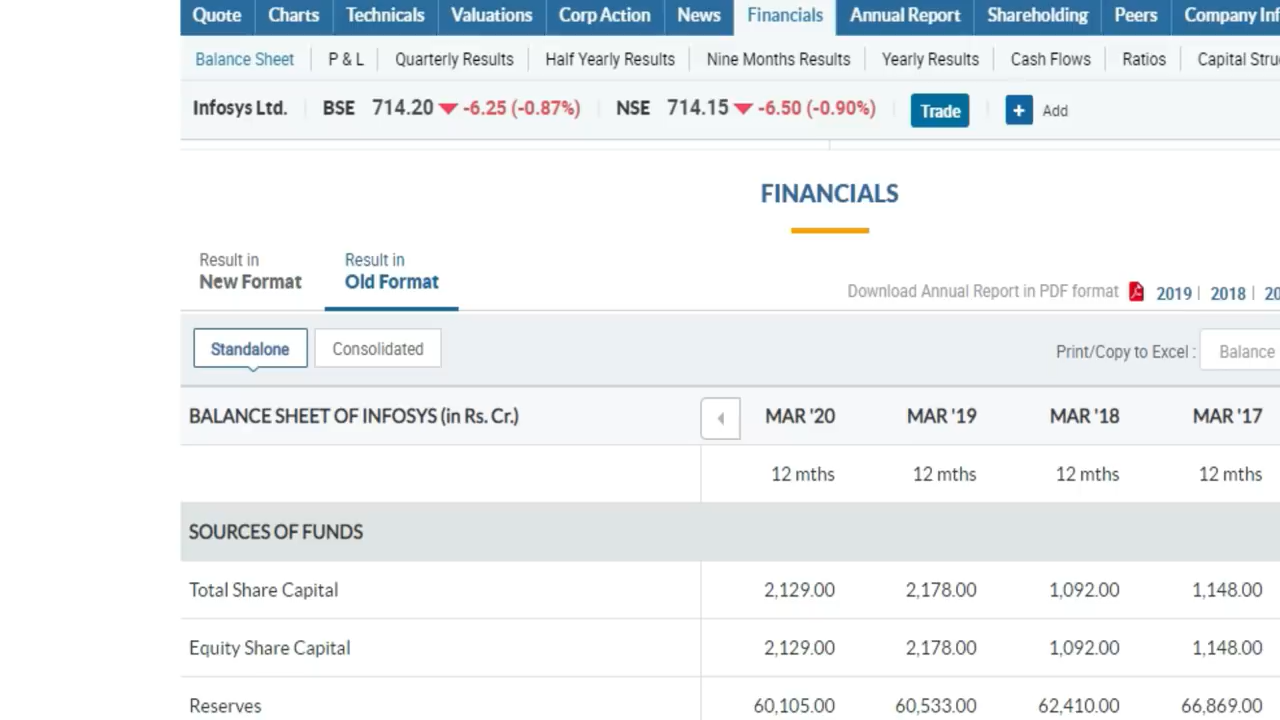 Quote Charts Technicals Valuations Corp Action News Financials Annual Report Shareholding Peers Company Inf
Balance Sheet P & L Quarterly Results Half Yearly Results Nine Months Results Yearly Results Cash Flows Ratios Capital Stru
Infosys Ltd. BSE 714.20 -6.25 (-0.87%) NSE 714.15 -6.50 (-0.90%) Trade + Add
FINANCIALS
Result in Result in
New Format Old Format
Download Annual Report in PDF format 2019 | 2018 | 20
Standalone Consolidated Print/Copy to Excel : Balance
BALANCE SHEET OF INFOSYS (in Rs. Cr.) MAR '20 MAR '19 MAR '18 MAR '17
12 mths 12 mths 12 mths 12 mths
SOURCES OF FUNDS
Total Share Capital 2,129.00 2,178.00 1,092.00 1,148.00
Equity Share Capital 2,129.00 2,178.00 1,092.00 1,148.00
Reserves 60,105.00 60,533.00 62,410.00 66,869.00